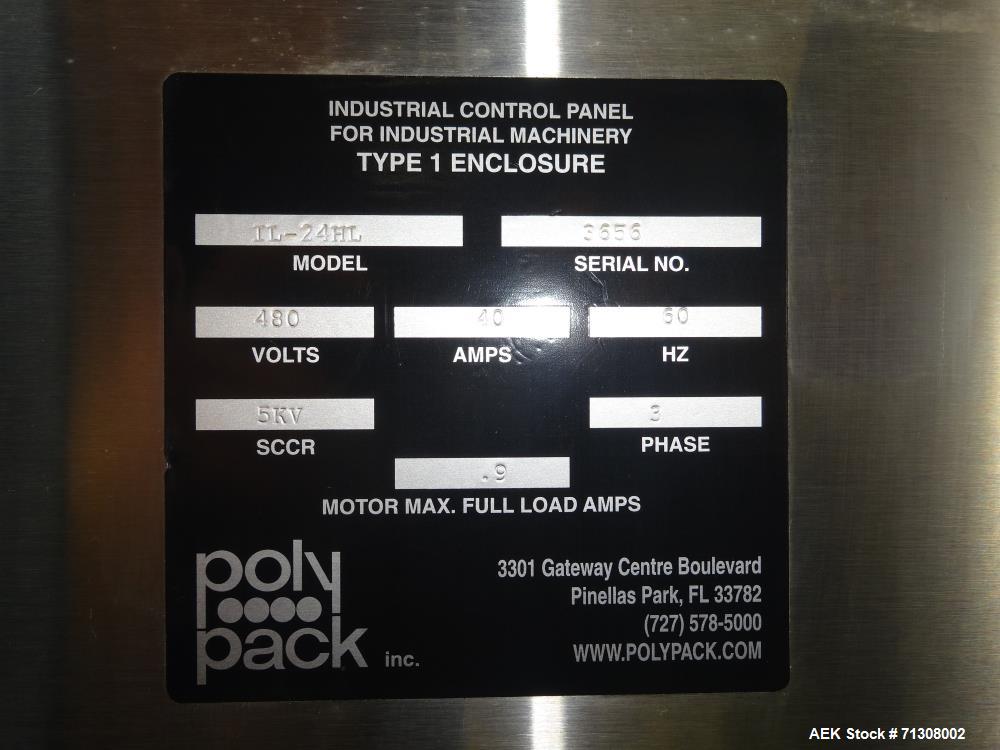 INDUSTRIAL CONTROL PANEL
FOR INDUSTRIAL MACHINERY
TYPE 1 ENCLOSURE
IL-24HL 3656
MODEL SERIAL NO.
480 40 60
VOLTS AMPS HZ
5KV 3
SCCR PHASE
.9
MOTOR MAX. FULL LOAD AMPS
poly
pack inc.
3301 Gateway Centre Boulevard
Pinellas Park, FL 33782
(727) 578-5000
WWW.POLYPACK.COM
AEK Stock # 71308002